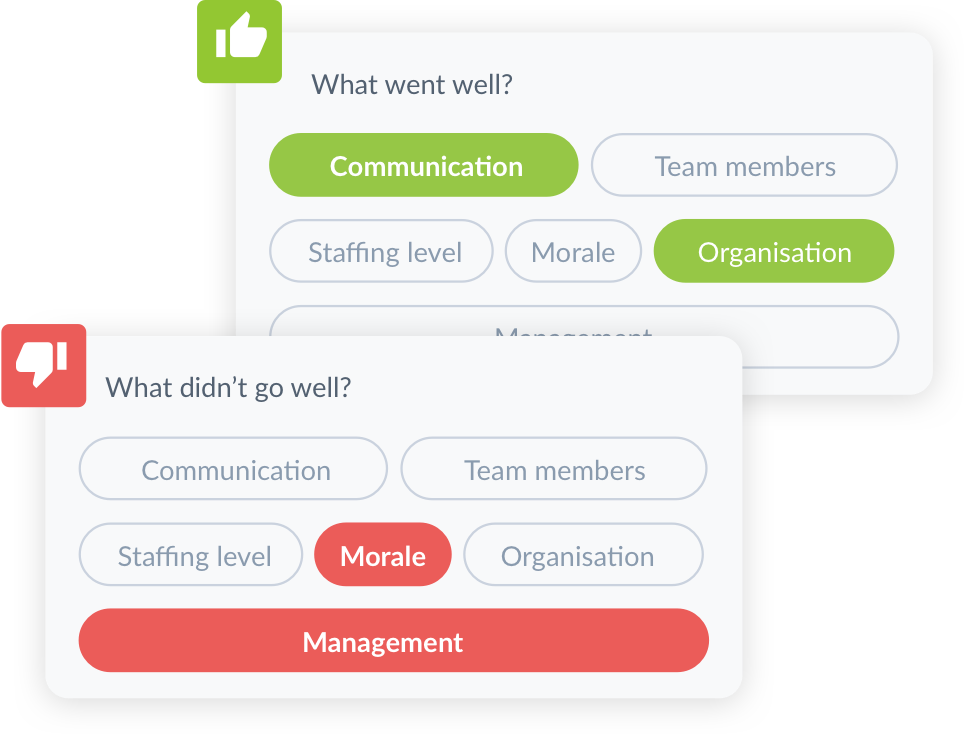 What went well?
Communication
Team members
Staffing level
Morale
Organisation
Management
What didn’t go well?
Communication
Team members
Staffing level
Morale
Organisation
Management